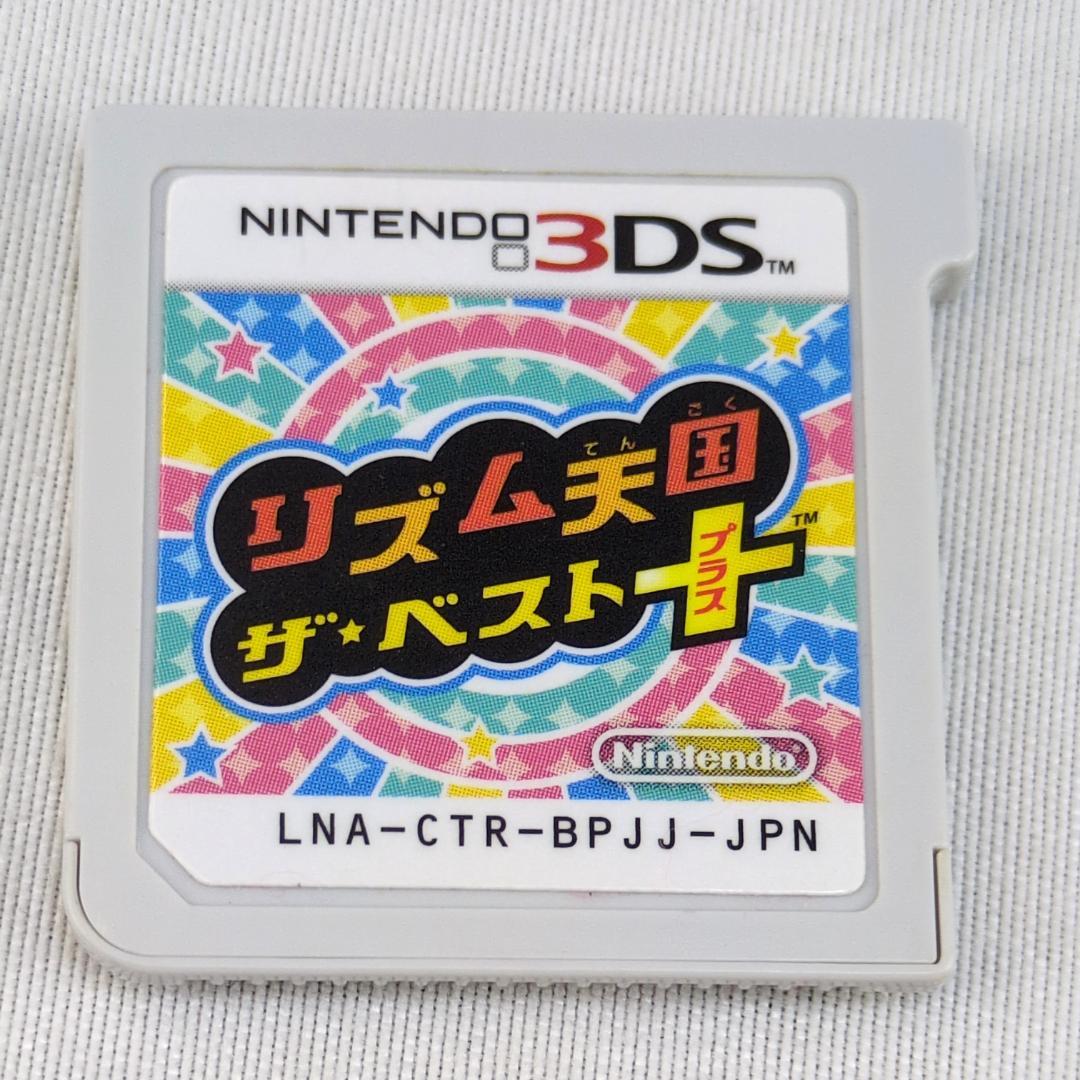 NINTENDO 3DS™
リズム天国
てん
ごく
ザ★ベスト+™
プラス
Nintendo®
LNA-CTR-BPJJ-JPN